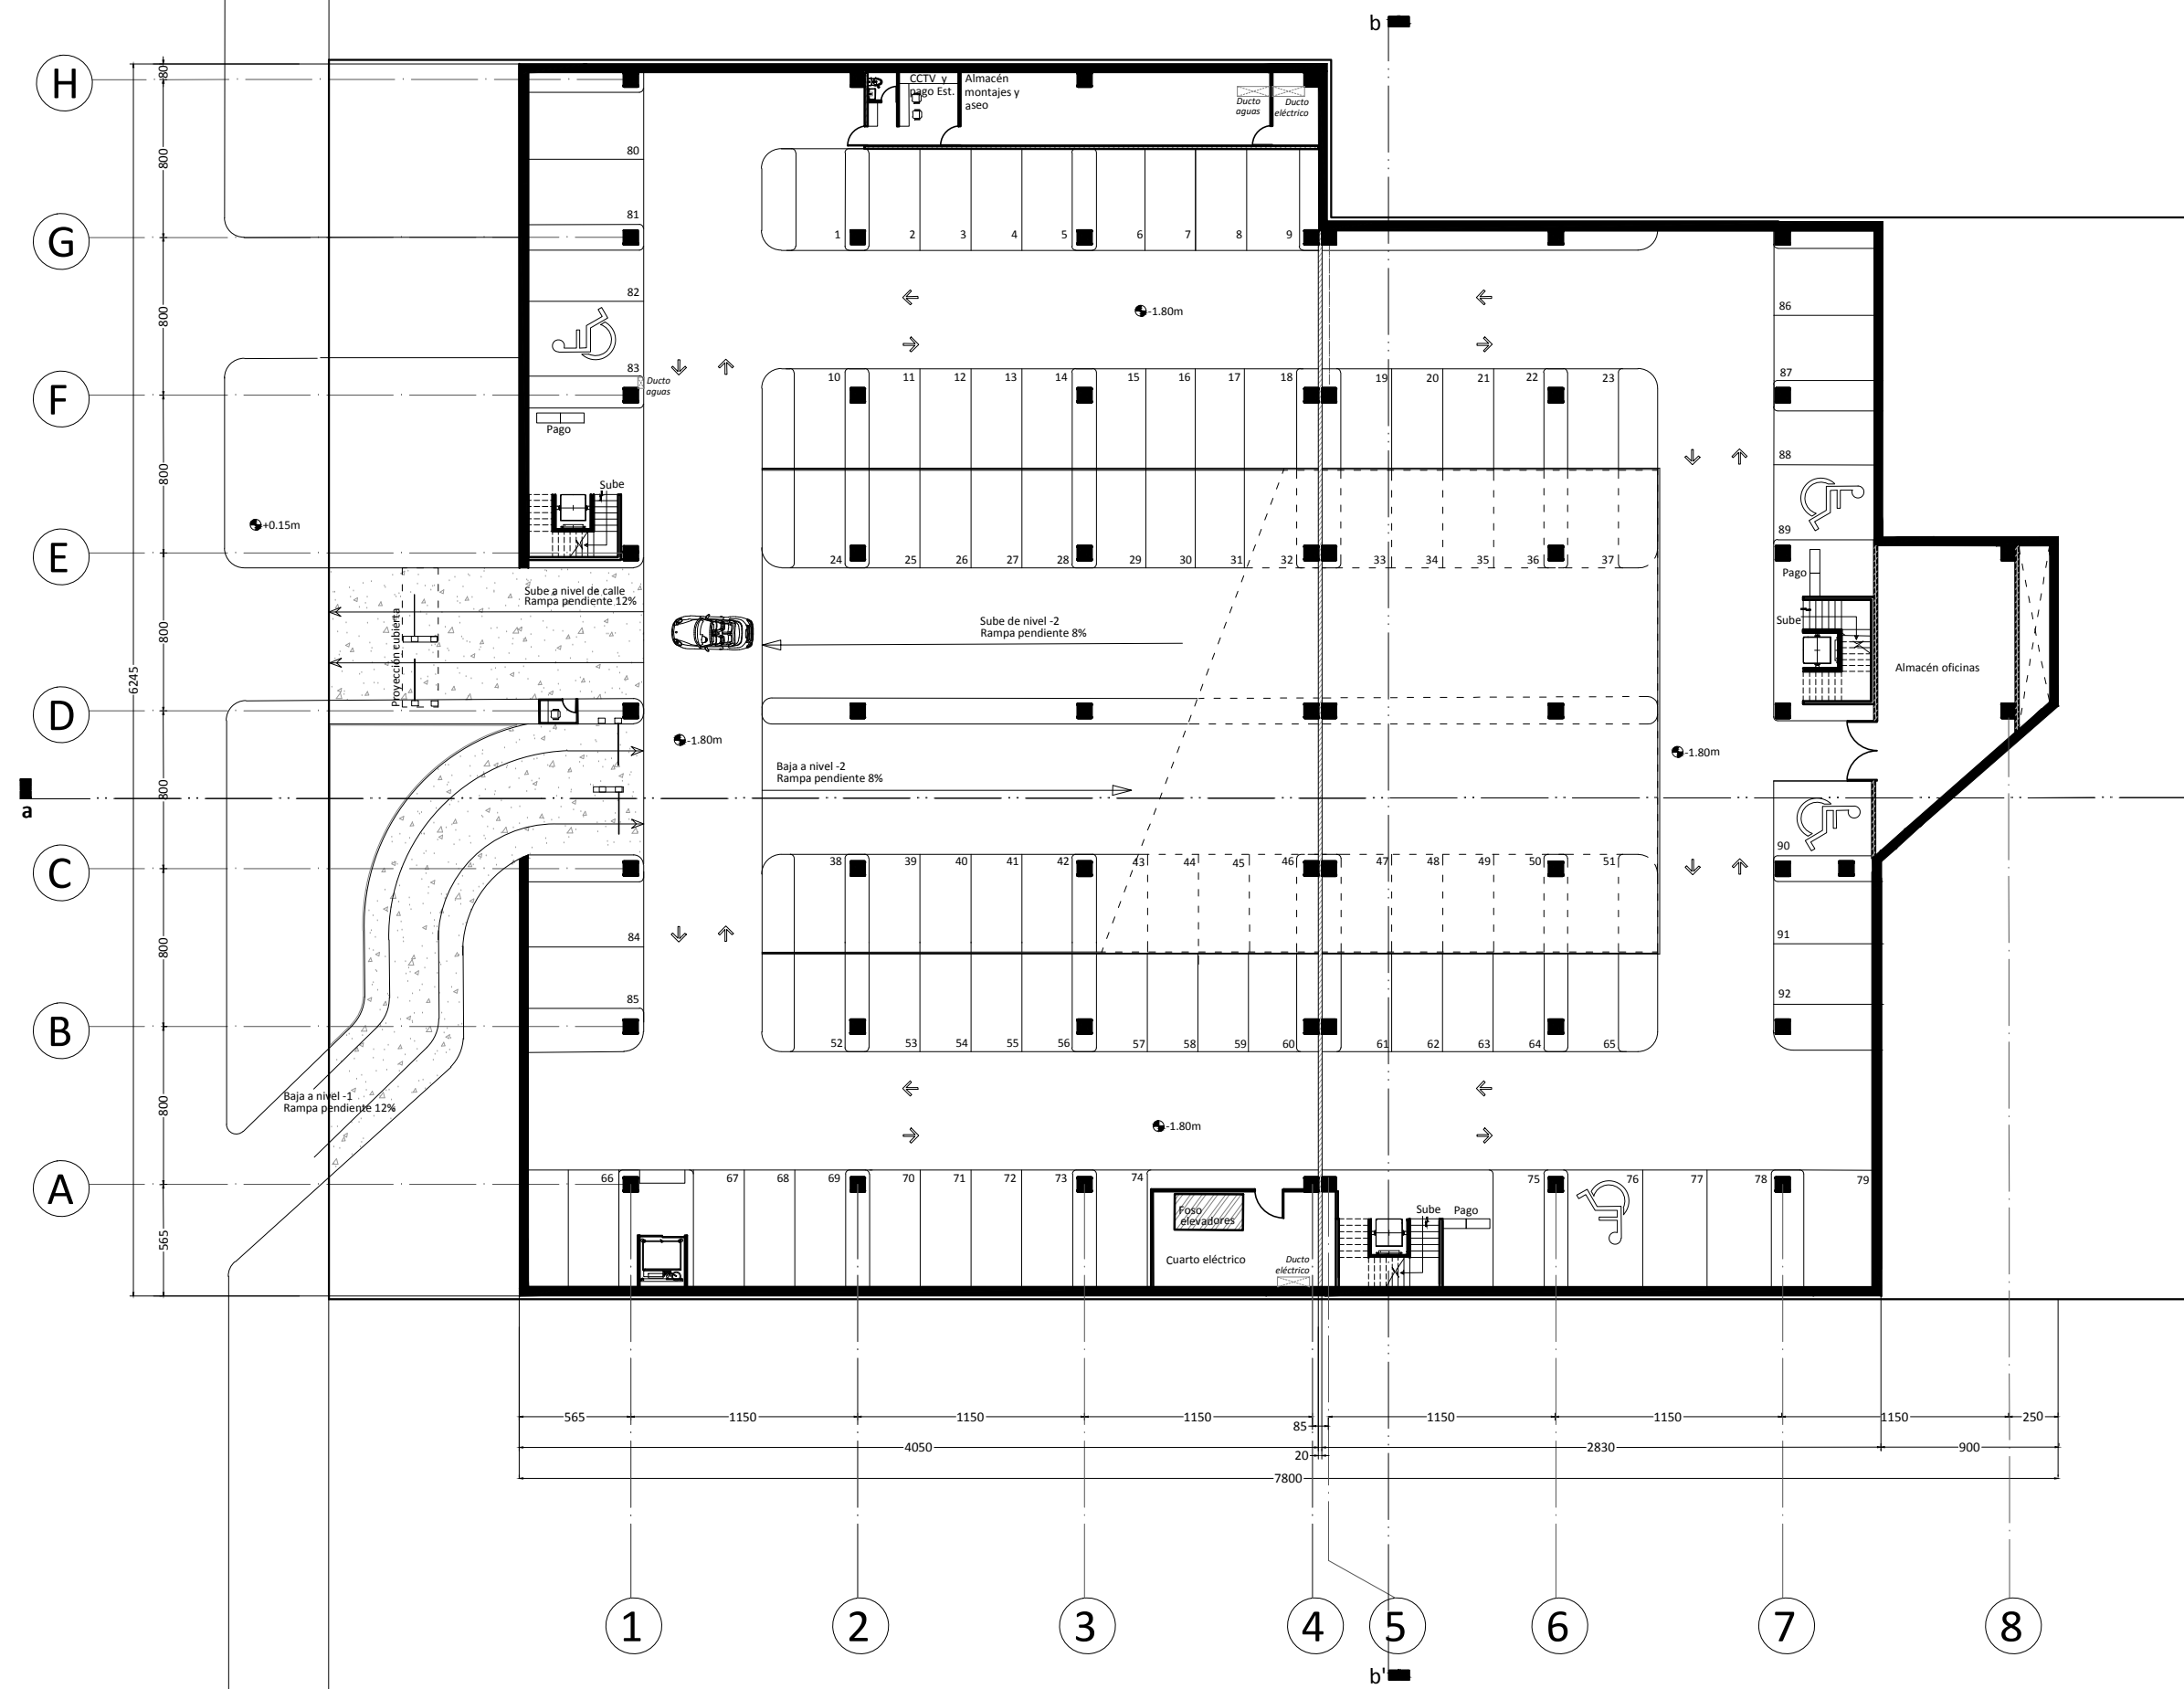 b
H
80
CCTV y
pago Est.
Almacén
montajes y
aseo
Ducto
aguas
Ducto
eléctrico
800
80
81
G
1
2
3
4
5
6
7
8
9
82
-1.80m
800
86
83
Ducto
aguas
87
10
11
12
13
14
15
16
17
18
19
20
21
22
23
F
Pago
88
800
Sube
+0.15m
89
E
24
25
26
27
28
29
30
31
32
33
34
35
36
37
Pago
Sube a nivel de calle
Rampa pendiente 12%
Proyección cubierta
Sube de nivel -2
Rampa pendiente 8%
Sube
800
6245
Almacén oficinas
D
-1.80m
-1.80m
Baja a nivel -2
Rampa pendiente 8%
800
a
90
38
39
40
41
42
43
44
45
46
47
48
49
50
51
C
84
91
800
85
92
B
52
53
54
55
56
57
58
59
60
61
62
63
64
65
Baja a nivel -1
Rampa pendiente 12%
800
-1.80m
66
67
68
69
70
71
72
73
74
75
76
77
78
79
A
Foso
elevadores
Sube
Pago
565
Cuarto eléctrico
Ducto
eléctrico
565
1150
1150
1150
85
1150
1150
1150
250
4050
20
2830
900
7800
1
2
3
4
5
6
7
8
b'